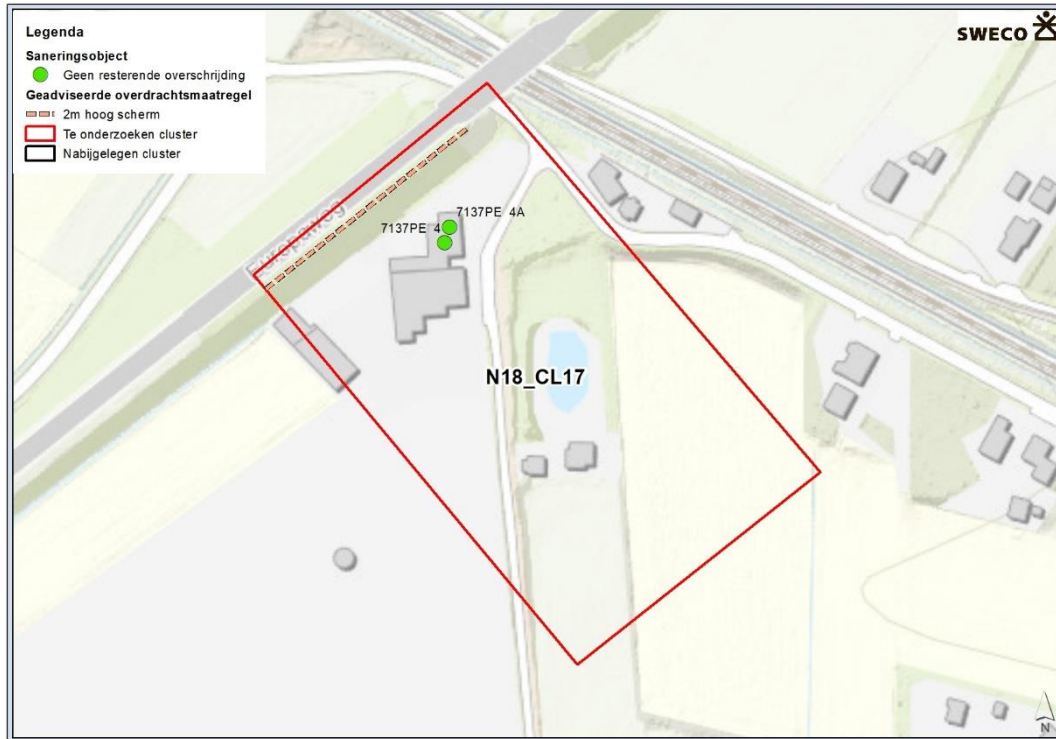 Legenda
Saneringsobject
Geen resterende overschrijding
Geadviseerde overdrachtsmaatregel
2m hoog scherm
Te onderzoeken cluster
Nabijgelegen cluster
SWECO
Europaweg
7137PE 4A
7137PE 4
N18_CL17
N